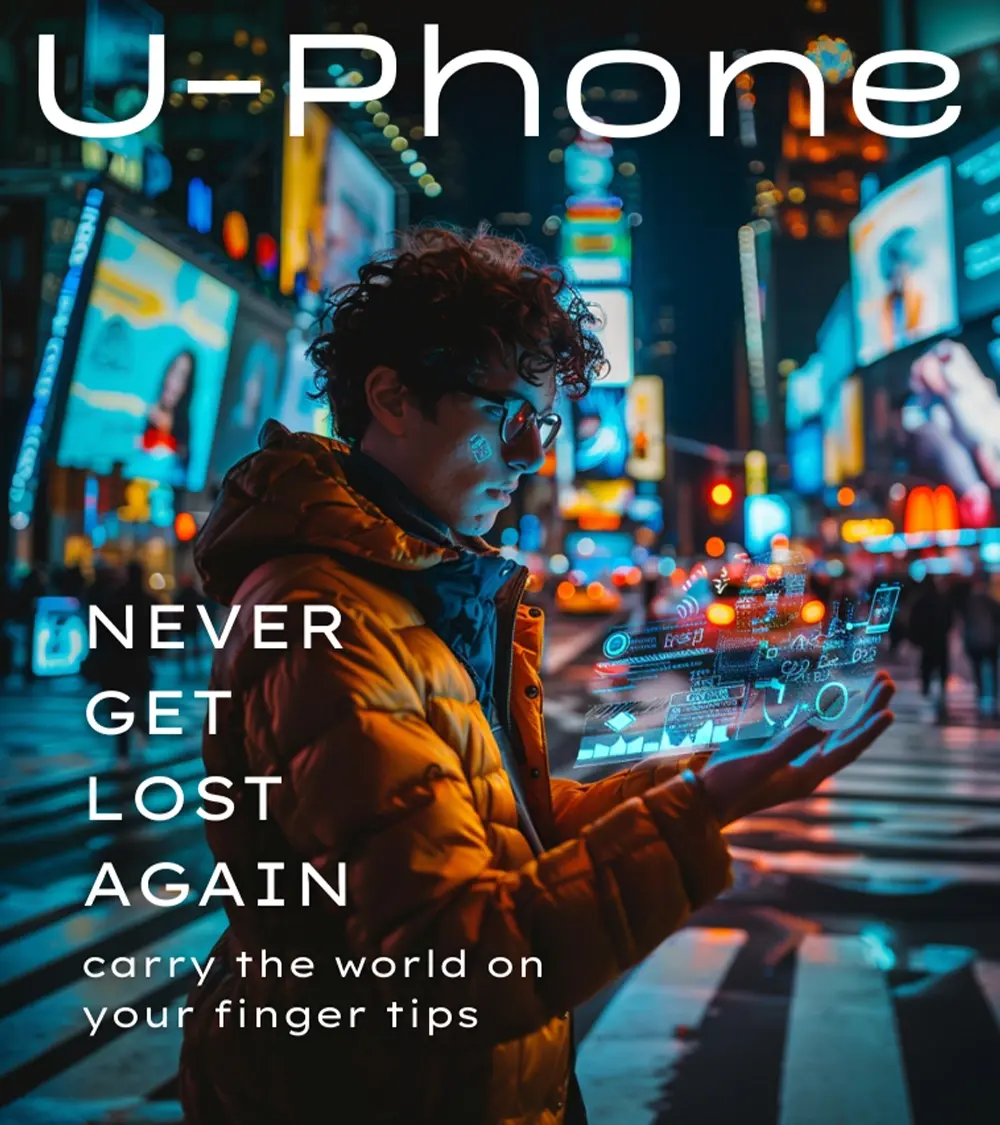 U-Phone
NEVER
GET
LOST
AGAIN
carry the world on
your finger tips